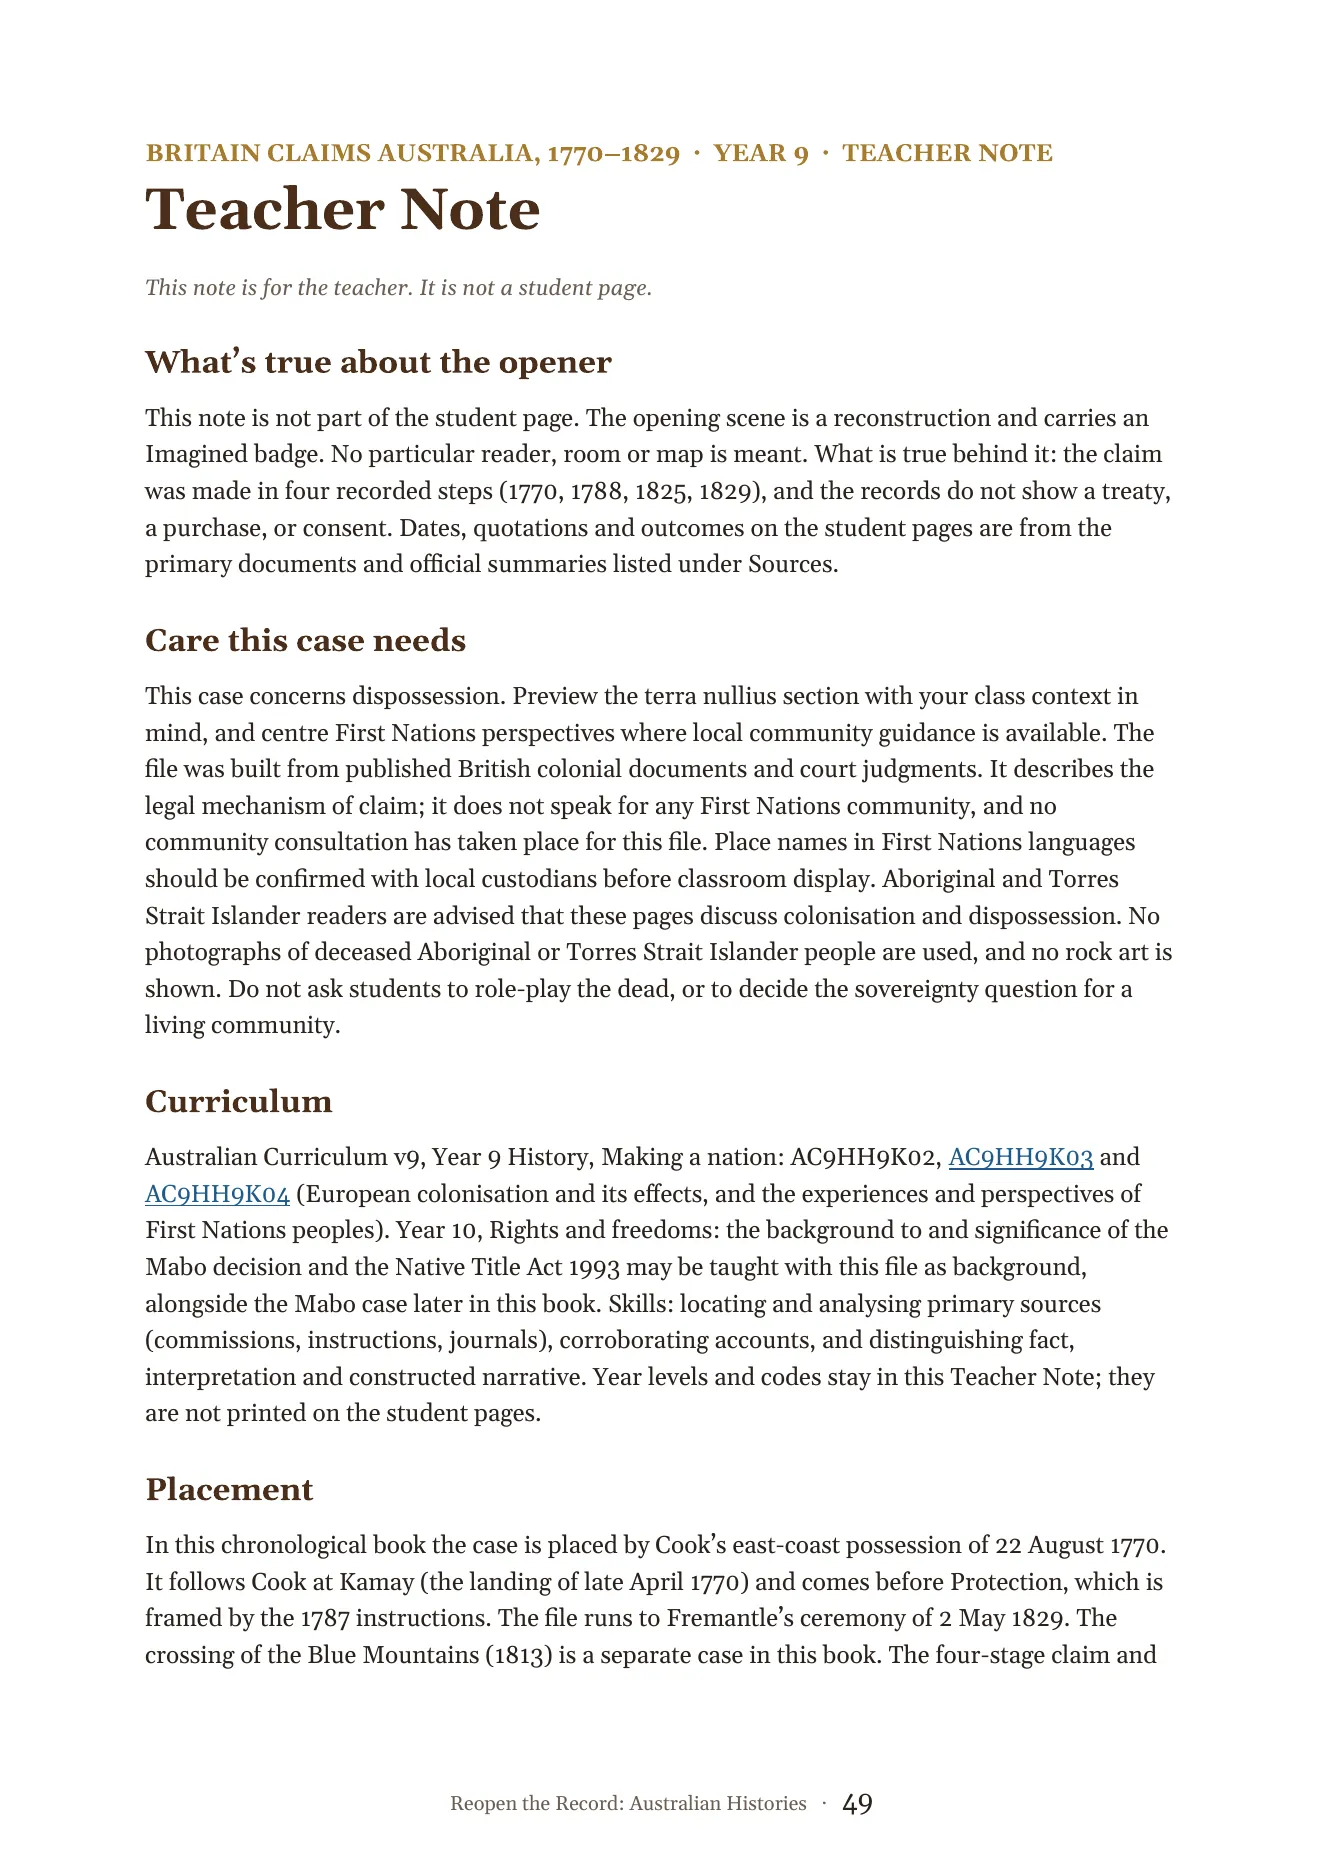 BRITAIN CLAIMS AUSTRALIA, 1770–1829 · YEAR 9 · TEACHER NOTE
Teacher Note
This note is for the teacher. It is not a student page.
What’s true about the opener
This note is not part of the student page. The opening scene is a reconstruction and carries an
Imagined badge. No particular reader, room or map is meant. What is true behind it: the claim
was made in four recorded steps (1770, 1788, 1825, 1829), and the records do not show a treaty,
a purchase, or consent. Dates, quotations and outcomes on the student pages are from the
primary documents and official summaries listed under Sources.
Care this case needs
This case concerns dispossession. Preview the terra nullius section with your class context in
mind, and centre First Nations perspectives where local community guidance is available. The
file was built from published British colonial documents and court judgments. It describes the
legal mechanism of claim; it does not speak for any First Nations community, and no
community consultation has taken place for this file. Place names in First Nations languages
should be confirmed with local custodians before classroom display. Aboriginal and Torres
Strait Islander readers are advised that these pages discuss colonisation and dispossession. No
photographs of deceased Aboriginal or Torres Strait Islander people are used, and no rock art is
shown. Do not ask students to role-play the dead, or to decide the sovereignty question for a
living community.
Curriculum
Australian Curriculum v9, Year 9 History, Making a nation: AC9HH9K02, AC9HH9K03 and
AC9HH9K04 (European colonisation and its effects, and the experiences and perspectives of
First Nations peoples). Year 10, Rights and freedoms: the background to and significance of the
Mabo decision and the Native Title Act 1993 may be taught with this file as background,
alongside the Mabo case later in this book. Skills: locating and analysing primary sources
(commissions, instructions, journals), corroborating accounts, and distinguishing fact,
interpretation and constructed narrative. Year levels and codes stay in this Teacher Note; they
are not printed on the student pages.
Placement
In this chronological book the case is placed by Cook’s east-coast possession of 22 August 1770.
It follows Cook at Kamay (the landing of late April 1770) and comes before Protection, which is
framed by the 1787 instructions. The file runs to Fremantle’s ceremony of 2 May 1829. The
crossing of the Blue Mountains (1813) is a separate case in this book. The four-stage claim and
Reopen the Record: Australian Histories · 49